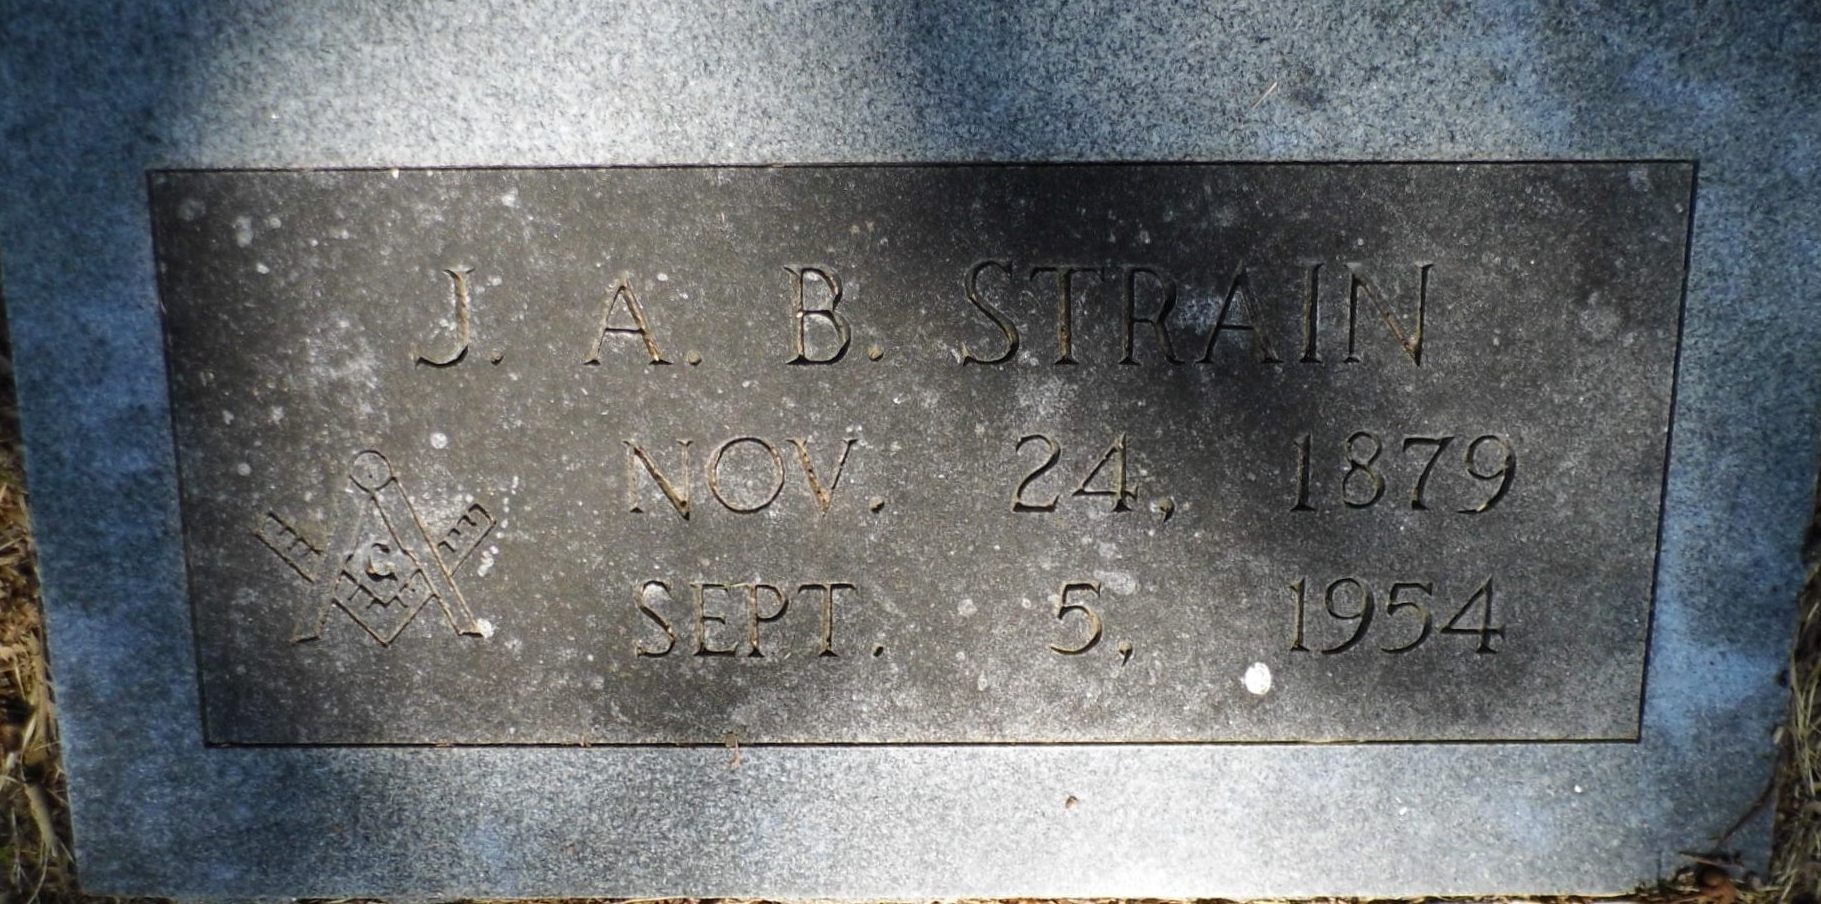 J. A. B. STRAIN
NOV. 24, 1879
SEPT. 5, 1954
G